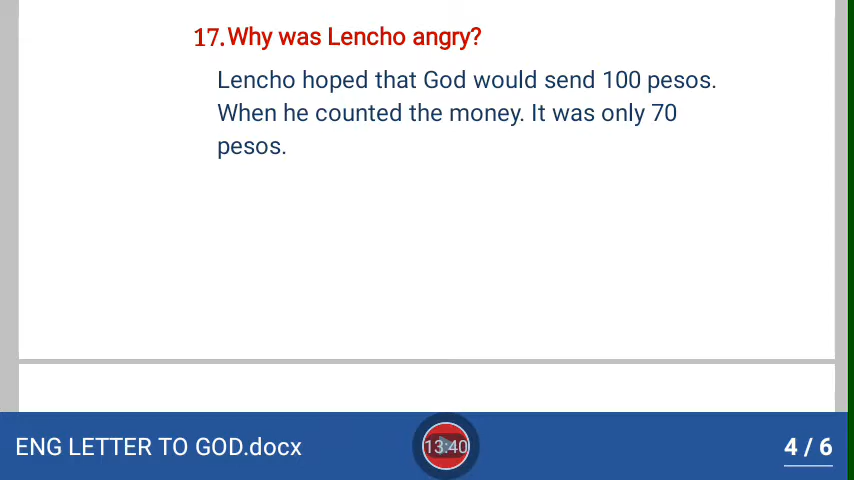 17. Why was Lencho angry?
Lencho hoped that God would send 100 pesos.
When he counted the money. It was only 70
pesos.
ENG LETTER TO GOD.docx
13:40
4 / 6